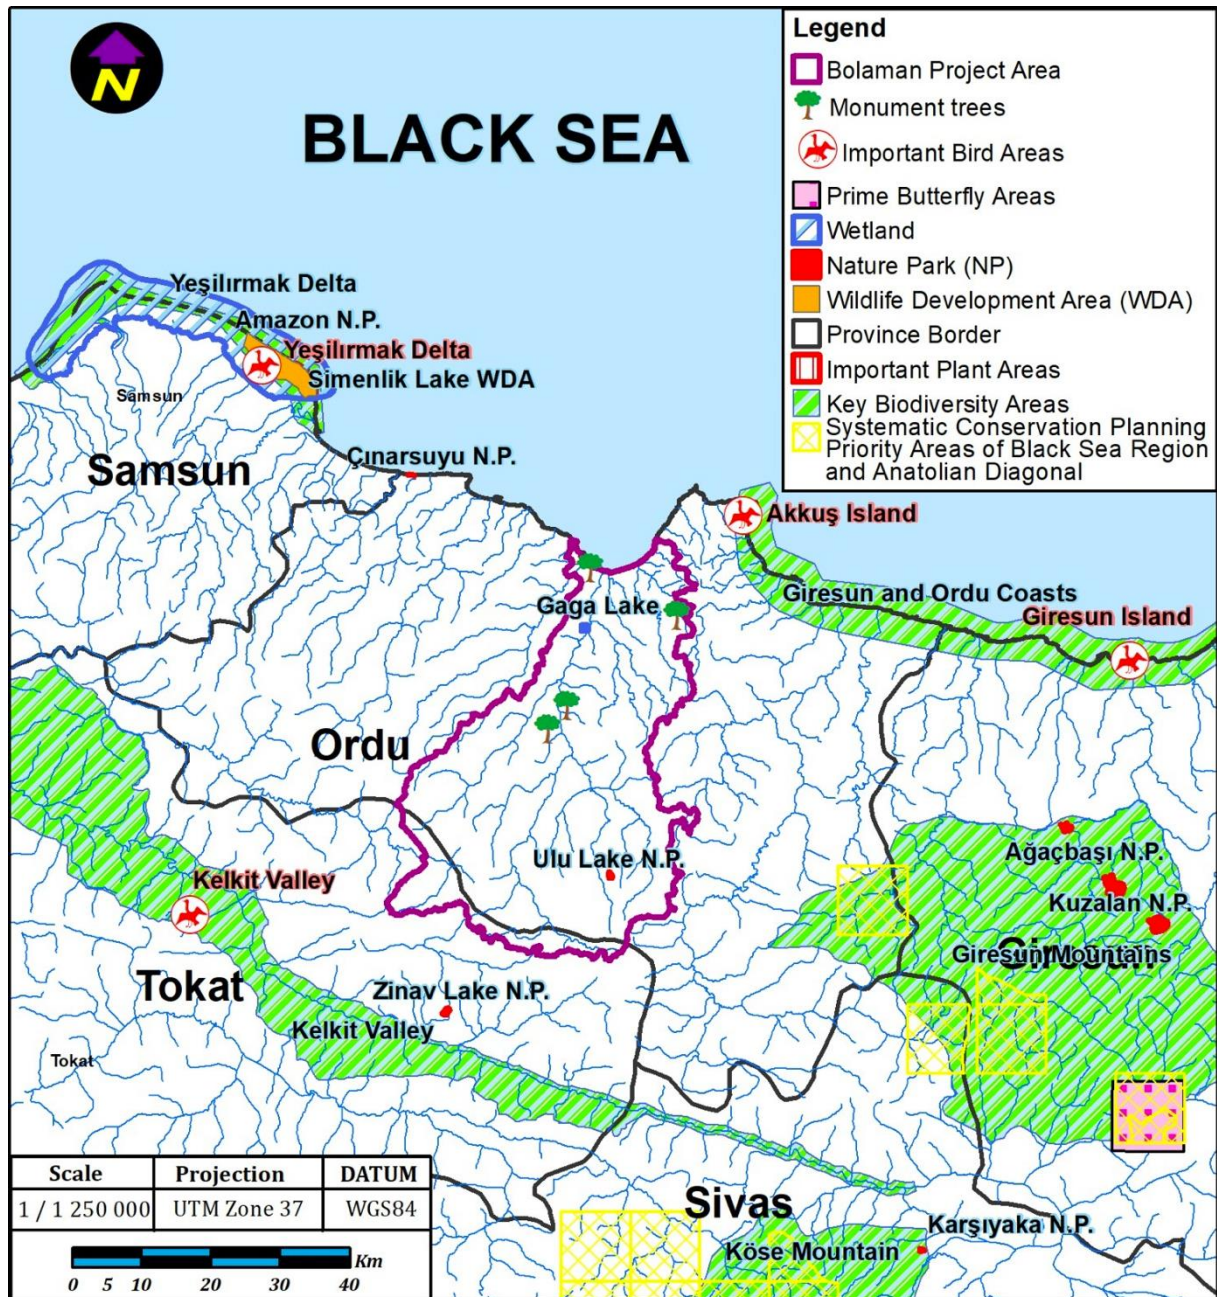 N
BLACK SEA
Legend
Bolaman Project Area
Monument trees
Important Bird Areas
Prime Butterfly Areas
Wetland
Nature Park (NP)
Wildlife Development Area (WDA)
Province Border
Important Plant Areas
Key Biodiversity Areas
Systematic Conservation Planning
Priority Areas of Black Sea Region
and Anatolian Diagonal
Yeşilırmak Delta
Amazon N.P.
Yeşilırmak Delta
Simenlik Lake WDA
Samsun
Çınarsuyu N.P.
Samsun
Akkuş Island
Giresun and Ordu Coasts
Gaga Lake
Giresun Island
Ordu
Ulu Lake N.P.
Ağaçbaşı N.P.
Kelkit Valley
Kuzalan N.P.
Giresun Mountains
Giresun
Tokat
Zinav Lake N.P.
Kelkit Valley
Tokat
Scale Projection DATUM
1 / 1 250 000 UTM Zone 37 WGS84
Km
0 5 10 20 30 40
Sivas
Karşıyaka N.P.
Köse Mountain